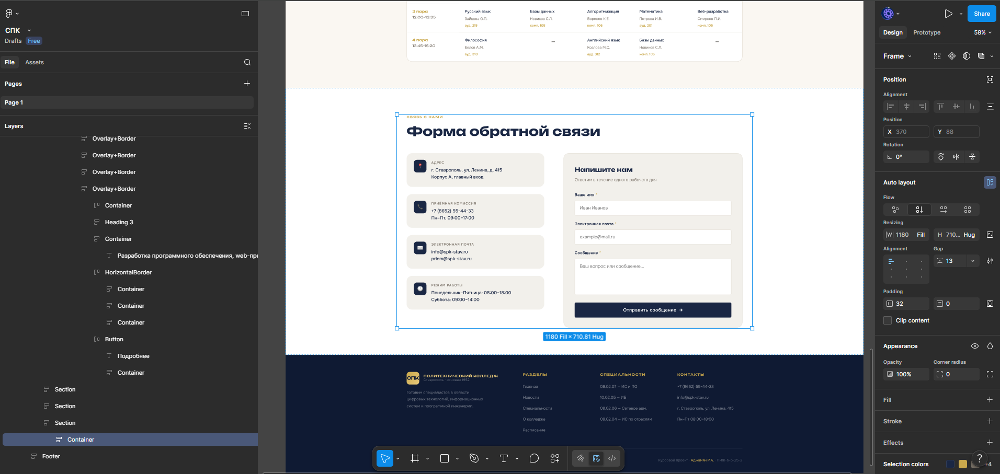 СПК
Drafts Free
File Assets
Pages
Page 1
Layers
Overlay+Border
Overlay+Border
Overlay+Border
Overlay+Border
Container
Heading 3
Container
Разработка программного обеспечения, web-при
HorizontalBorder
Container
Container
Container
Button
Подробнее
Container
Section
Section
Section
Container
Footer
3 пара
12:00–13:35
Русский язык
Зайцева О.П.
ауд. 215
Базы данных
Новиков С.Л.
комп. 105
Алгоритмизация
Воронов К.Е.
комп. 106
Математика
Петрова И.В.
ауд. 201
Веб-разработка
Смирнов П.И.
комп. 105
4 пара
13:45–15:20
Философия
Белов А.М.
ауд. 310
—
Английский язык
Козлова М.С.
ауд. 312
Базы данных
Новиков С.Л.
комп. 105
—
СВЯЗЬ С НАМИ
Форма обратной связи
АДРЕС
г. Ставрополь, ул. Ленина, д. 415
Корпус А, главный вход
ПРИЁМНАЯ КОМИССИЯ
+7 (8652) 55-44-33
Пн–Пт, 09:00–17:00
ЭЛЕКТРОННАЯ ПОЧТА
info@spk-stav.ru
priem@spk-stav.ru
РЕЖИМ РАБОТЫ
Понедельник–Пятница: 08:00–18:00
Суббота: 09:00–14:00
Напишите нам
Ответим в течение одного рабочего дня
Ваше имя *
Иван Иванов
Электронная почта *
example@mail.ru
Сообщение *
Ваш вопрос или сообщение...
Отправить сообщение →
1180 Fill × 710.81 Hug
СПК
ПОЛИТЕХНИЧЕСКИЙ КОЛЛЕДЖ
Ставрополь · основан 1952
Готовим специалистов в области
цифровых технологий, информационных
систем и программной инженерии.
РАЗДЕЛЫ
Главная
Новости
Специальности
О колледже
Расписание
СПЕЦИАЛЬНОСТИ
09.02.07 — ИС и ПО
10.02.05 — ИБ
09.02.06 — Сетевое адм.
09.02.04 — ИС по отраслям
КОНТАКТЫ
+7 (8652) 55-44-33
info@spk-stav.ru
г. Ставрополь, ул. Ленина, 415
Пн–Пт 08:00–18:00
Курсовой проект · Аджамян Р.А. · ПИЖ-б-о-25-2
Share
Design Prototype 58%
Frame
Position
Alignment
Position
X 370 Y 88
Rotation
0°
Auto layout
Flow
Resizing
W 1180 Fill H 710... Hug
Alignment Gap
13
Padding
32 0
Clip content
Appearance
Opacity Corner radius
100% 0
Fill
Stroke
Effects
Selection colors +4
?